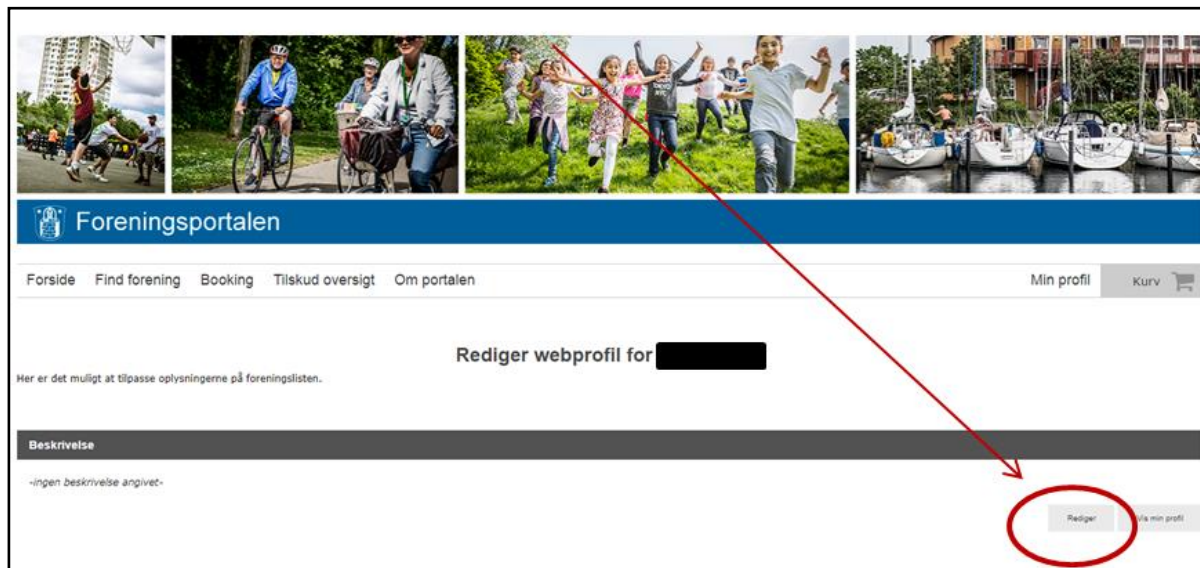 Foreningsportalen
Forside Find forening Booking Tilskud oversigt Om portalen Min profil Kurv
Rediger webprofil for
Her er det muligt at tilpasse oplysningerne på foreningslisten.
Beskrivelse
-ingen beskrivelse angivet-
Rediger Vis min profil